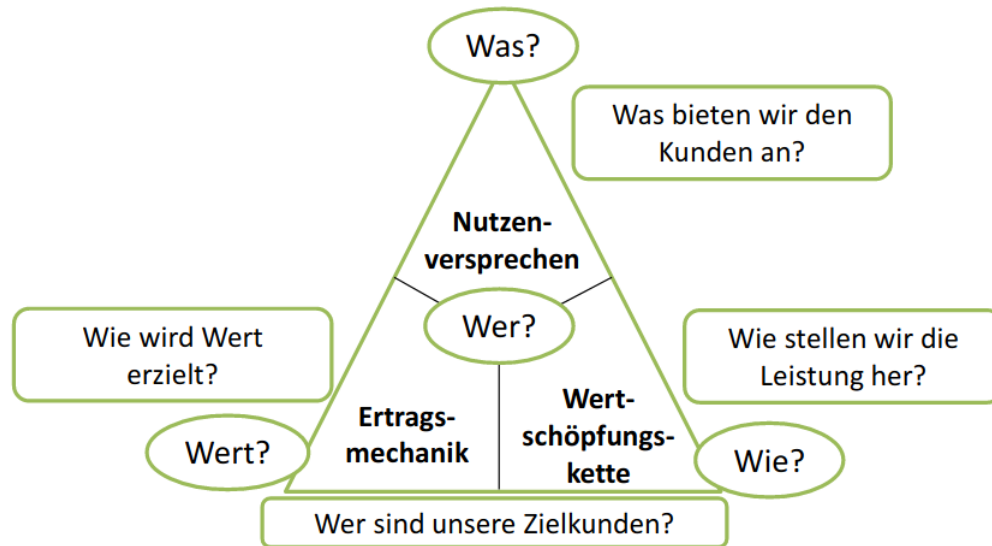 Was?
Was bieten wir den
Kunden an?
Nutzen-
versprechen
Wer?
Wie wird Wert
erzielt?
Wie stellen wir die
Leistung her?
Ertrags-
mechanik
Wert-
schöpfungs-
kette
Wert?
Wie?
Wer sind unsere Zielkunden?